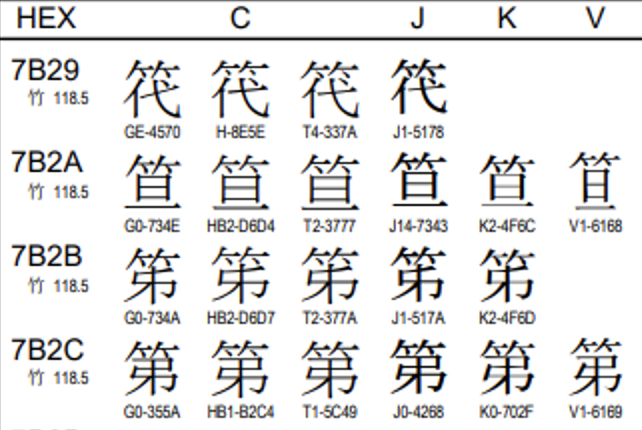 HEX C J K V
7B29 笩 笩 笩 笩
竹 118.5 GE-4570 H-8E5E T4-337A J1-5178
7B2A 笪 笪 笪 笪 笪 笪
竹 118.5 G0-734E HB2-D6D4 T2-3777 J14-7343 K2-4F6C V1-6168
7B2B 笫 笫 笫 笫 笫
竹 118.5 G0-734A HB2-D6D7 T2-377A J1-517A K2-4F6D
7B2C 第 第 第 第 第 第
竹 118.5 G0-355A HB1-B2C4 T1-5C49 J0-4268 K0-702F V1-6169